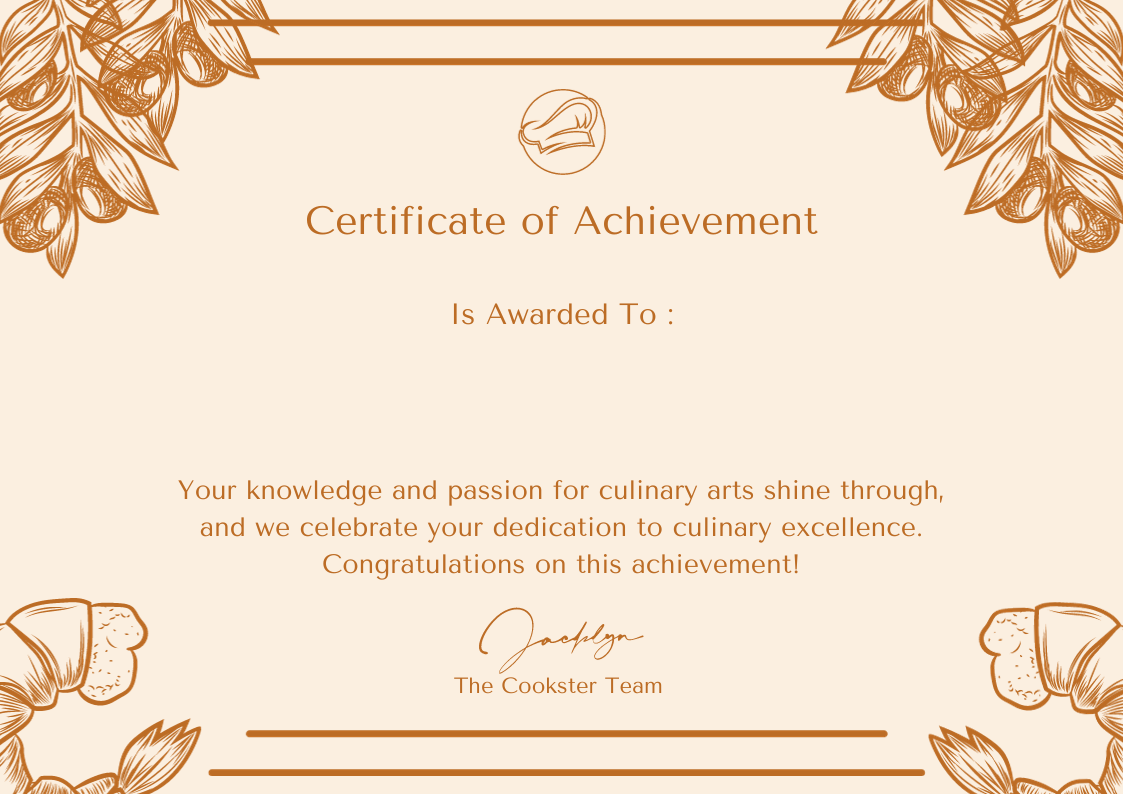 Certificate of Achievement
Is Awarded To :
Your knowledge and passion for culinary arts shine through,
and we celebrate your dedication to culinary excellence.
Congratulations on this achievement!
Jacklyn
The Cookster Team